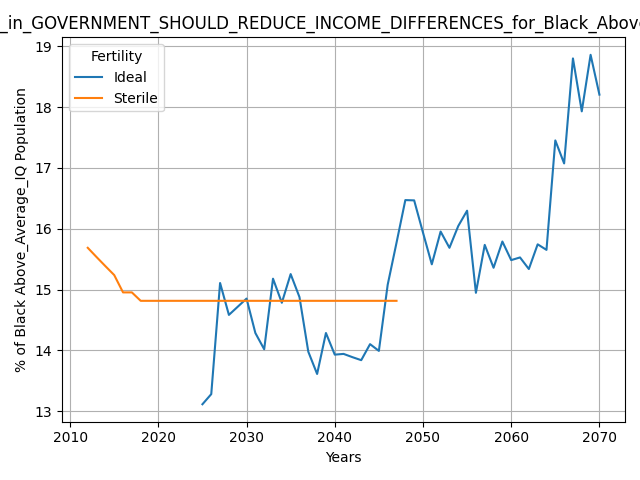 _in_GOVERNMENT_SHOULD_REDUCE_INCOME_DIFFERENCES_for_Black_Above
Fertility
Ideal
Sterile
% of Black Above_Average_IQ Population
19
18
17
16
15
14
13
2010 2020 2030 2040 2050 2060 2070
Years